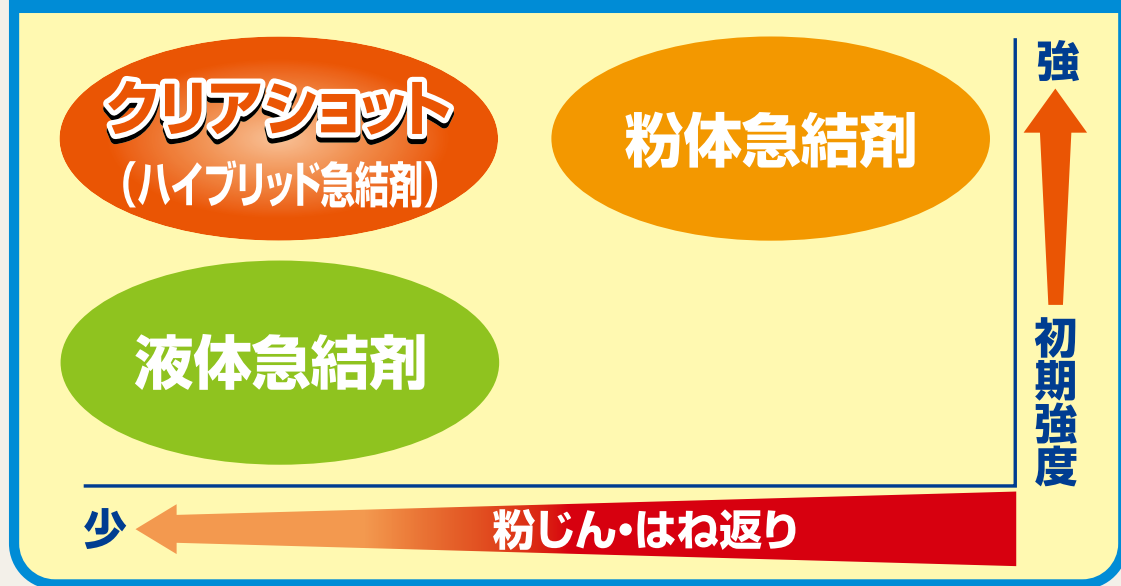 クリアショット
（ハイブリッド急結剤）
粉体急結剤
液体急結剤
強
初期強度
少
粉じん・はね返り